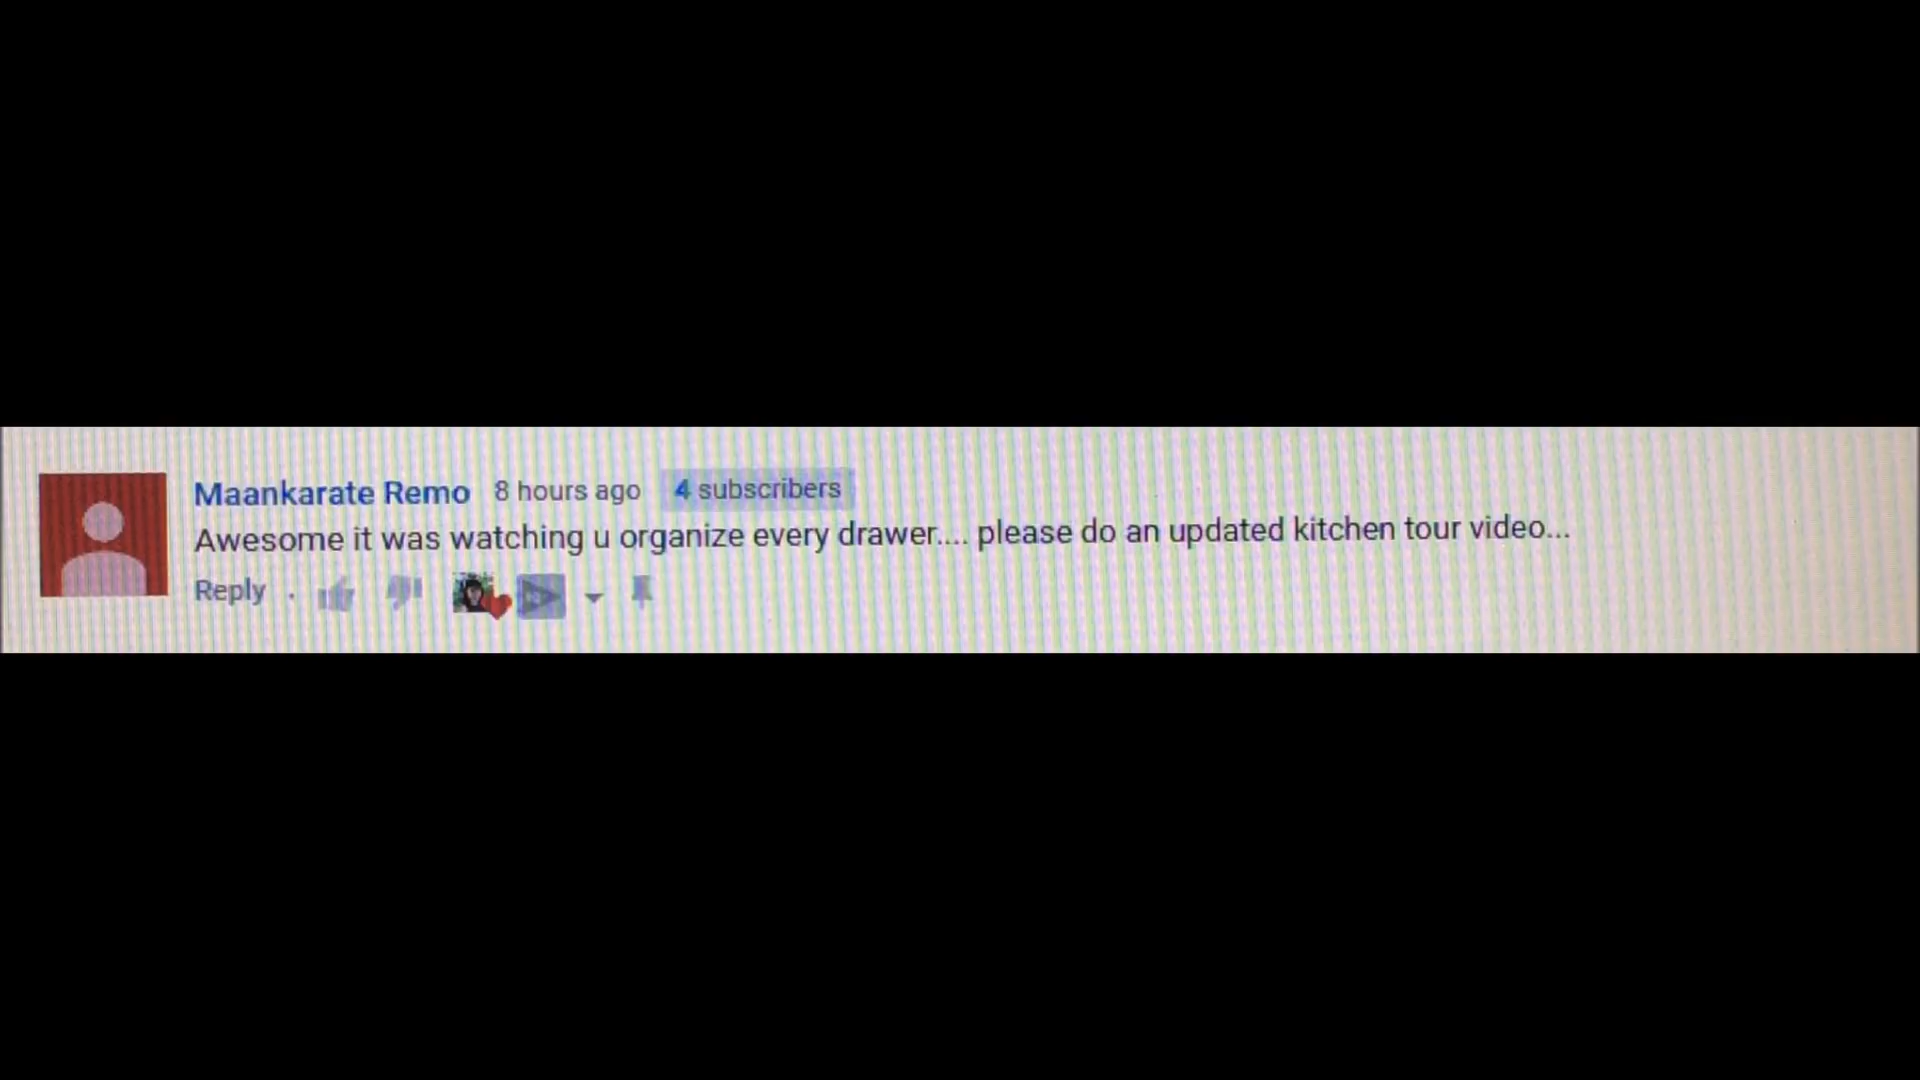 Maankarate Remo 8 hours ago 4 subscribers
Awesome it was watching u organize every drawer.... please do an updated kitchen tour video...
Reply .